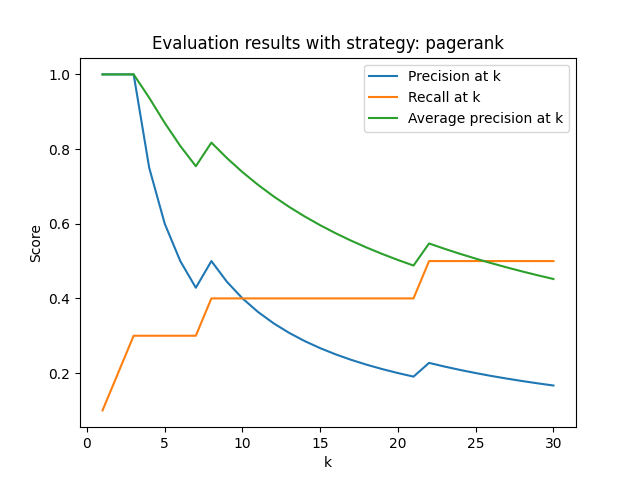 Evaluation results with strategy: pagerank
Precision at k
Recall at k
Average precision at k
Score
1.0
0.8
0.6
0.4
0.2
0 5 10 15 20 25 30
k